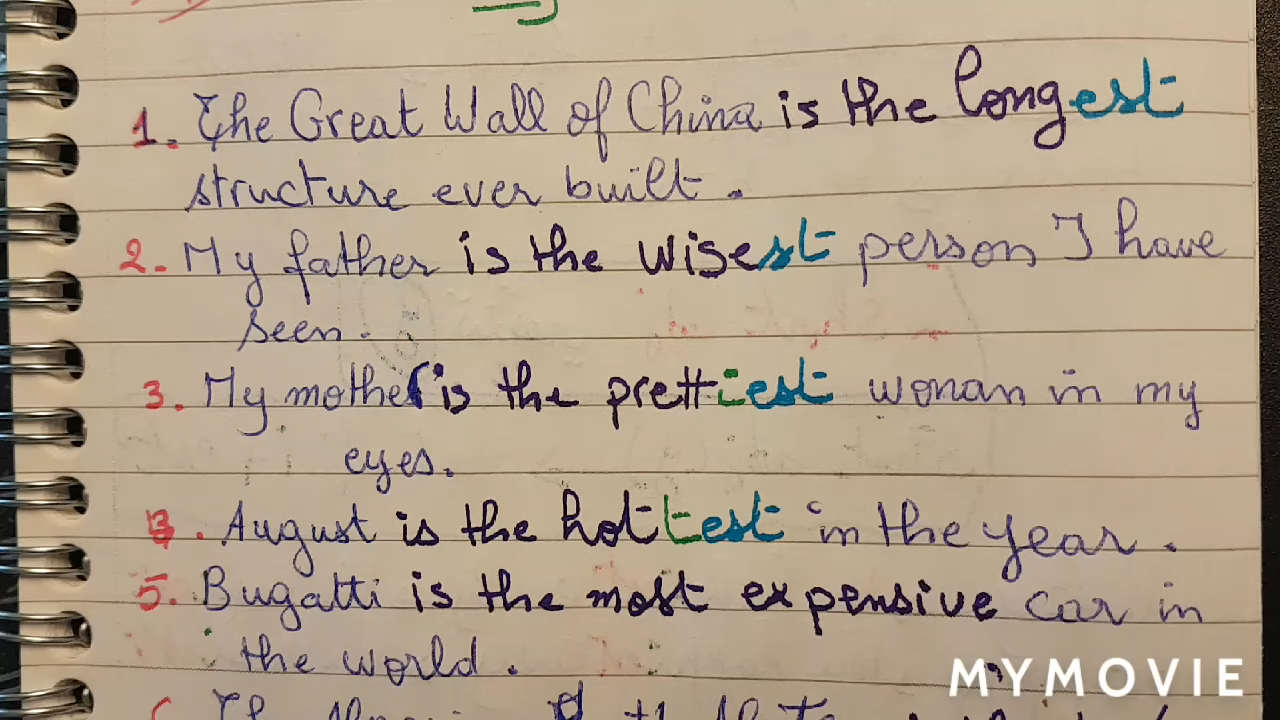 1. The Great Wall of China is the longest
structure ever built.
2. My father is the wisest person I have
seen.
3. My mother is the prettiest woman in my
eyes.
. August is the hottest in the year.
5. Bugatti is the most expensive car in
the world.
MYMOVIE